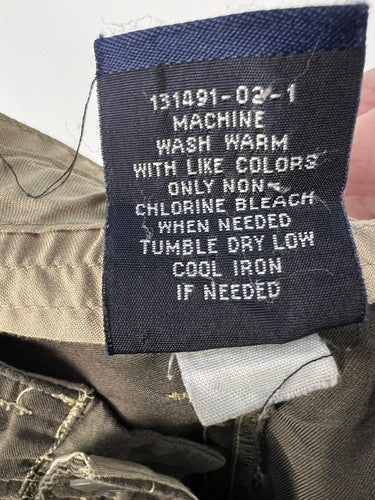 131491-02-1
MACHINE
WASH WARM
WITH LIKE COLORS
ONLY NON-
CHLORINE BLEACH
WHEN NEEDED
TUMBLE DRY LOW
COOL IRON
IF NEEDED